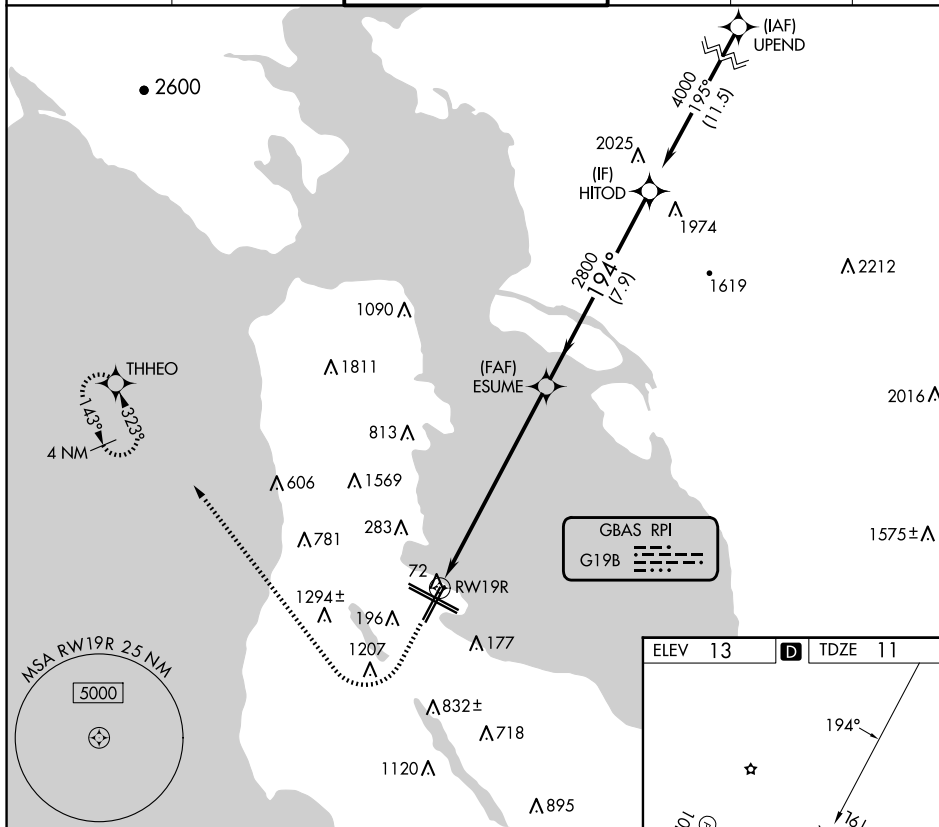 (IAF)
UPEND
2600
4000
195°
(11.5)
2025
(IF)
HITOD
1974
2212
1619
2800
194°
(7.9)
1090
1811
(FAF)
ESUME
THHEO
143°
323°
4 NM
2016
813
606
1569
283
781
GBAS RPI
G19B
1575±
72
RW19R
1294±
196
177
1207
MSA RW19R 25 NM
5000
832±
718
1120
895
ELEV 13
D
TDZE 11
194°